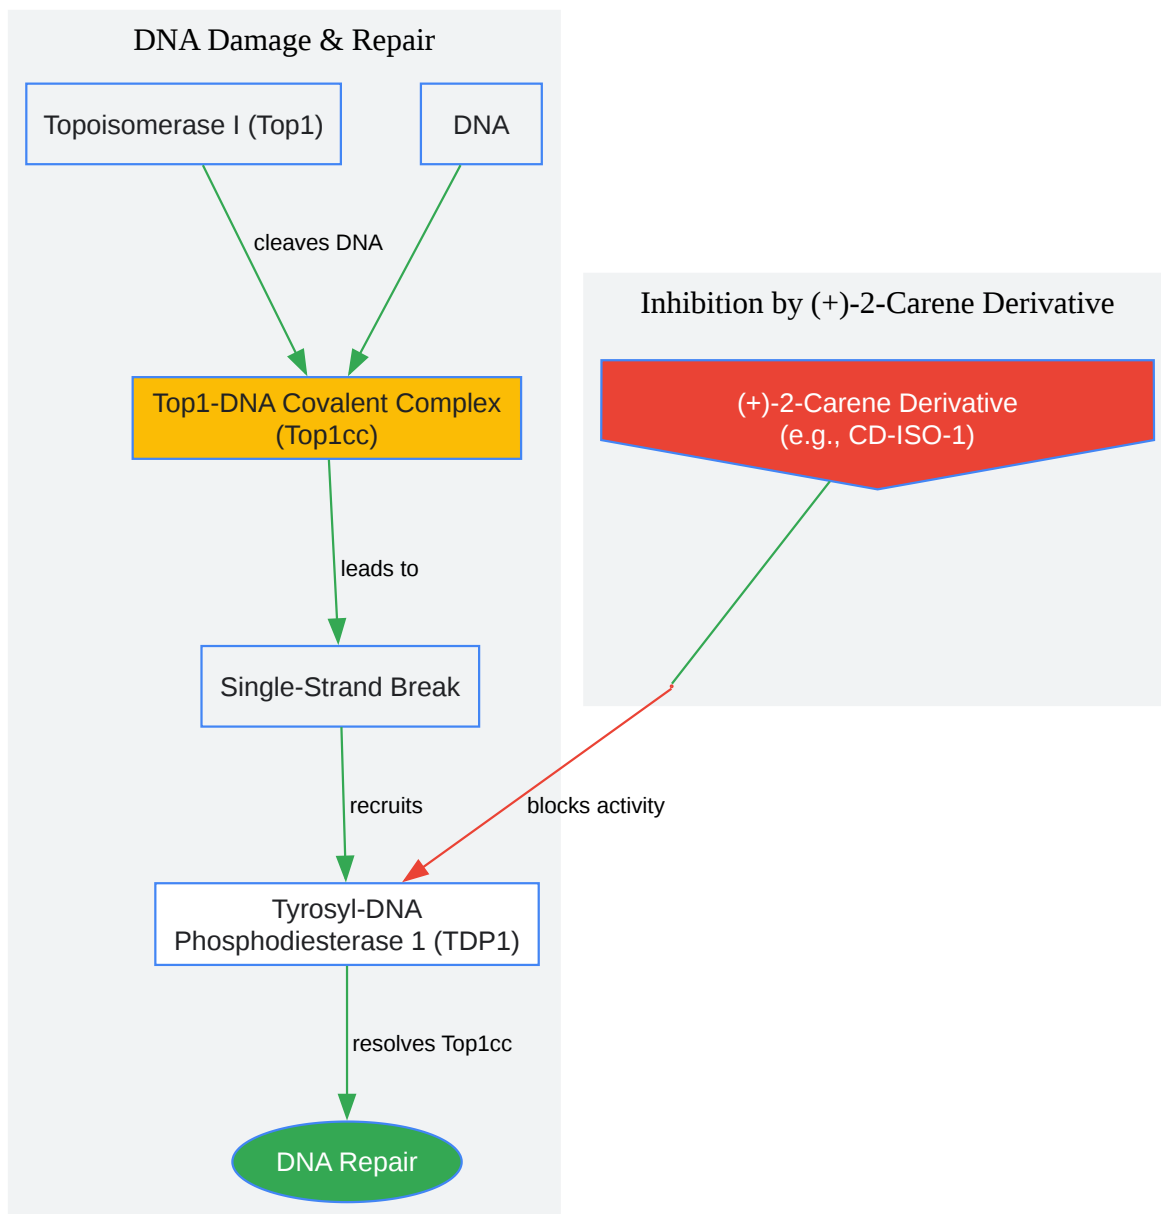 DNA Damage & Repair
Topoisomerase I (Top1)
DNA
cleaves DNA
Inhibition by (+)-2-Carene Derivative
Top1-DNA Covalent Complex
(Top1cc)
(+)-2-Carene Derivative
(e.g., CD-ISO-1)
leads to
Single-Strand Break
recruits
blocks activity
Tyrosyl-DNA
Phosphodiesterase 1 (TDP1)
resolves Top1cc
DNA Repair